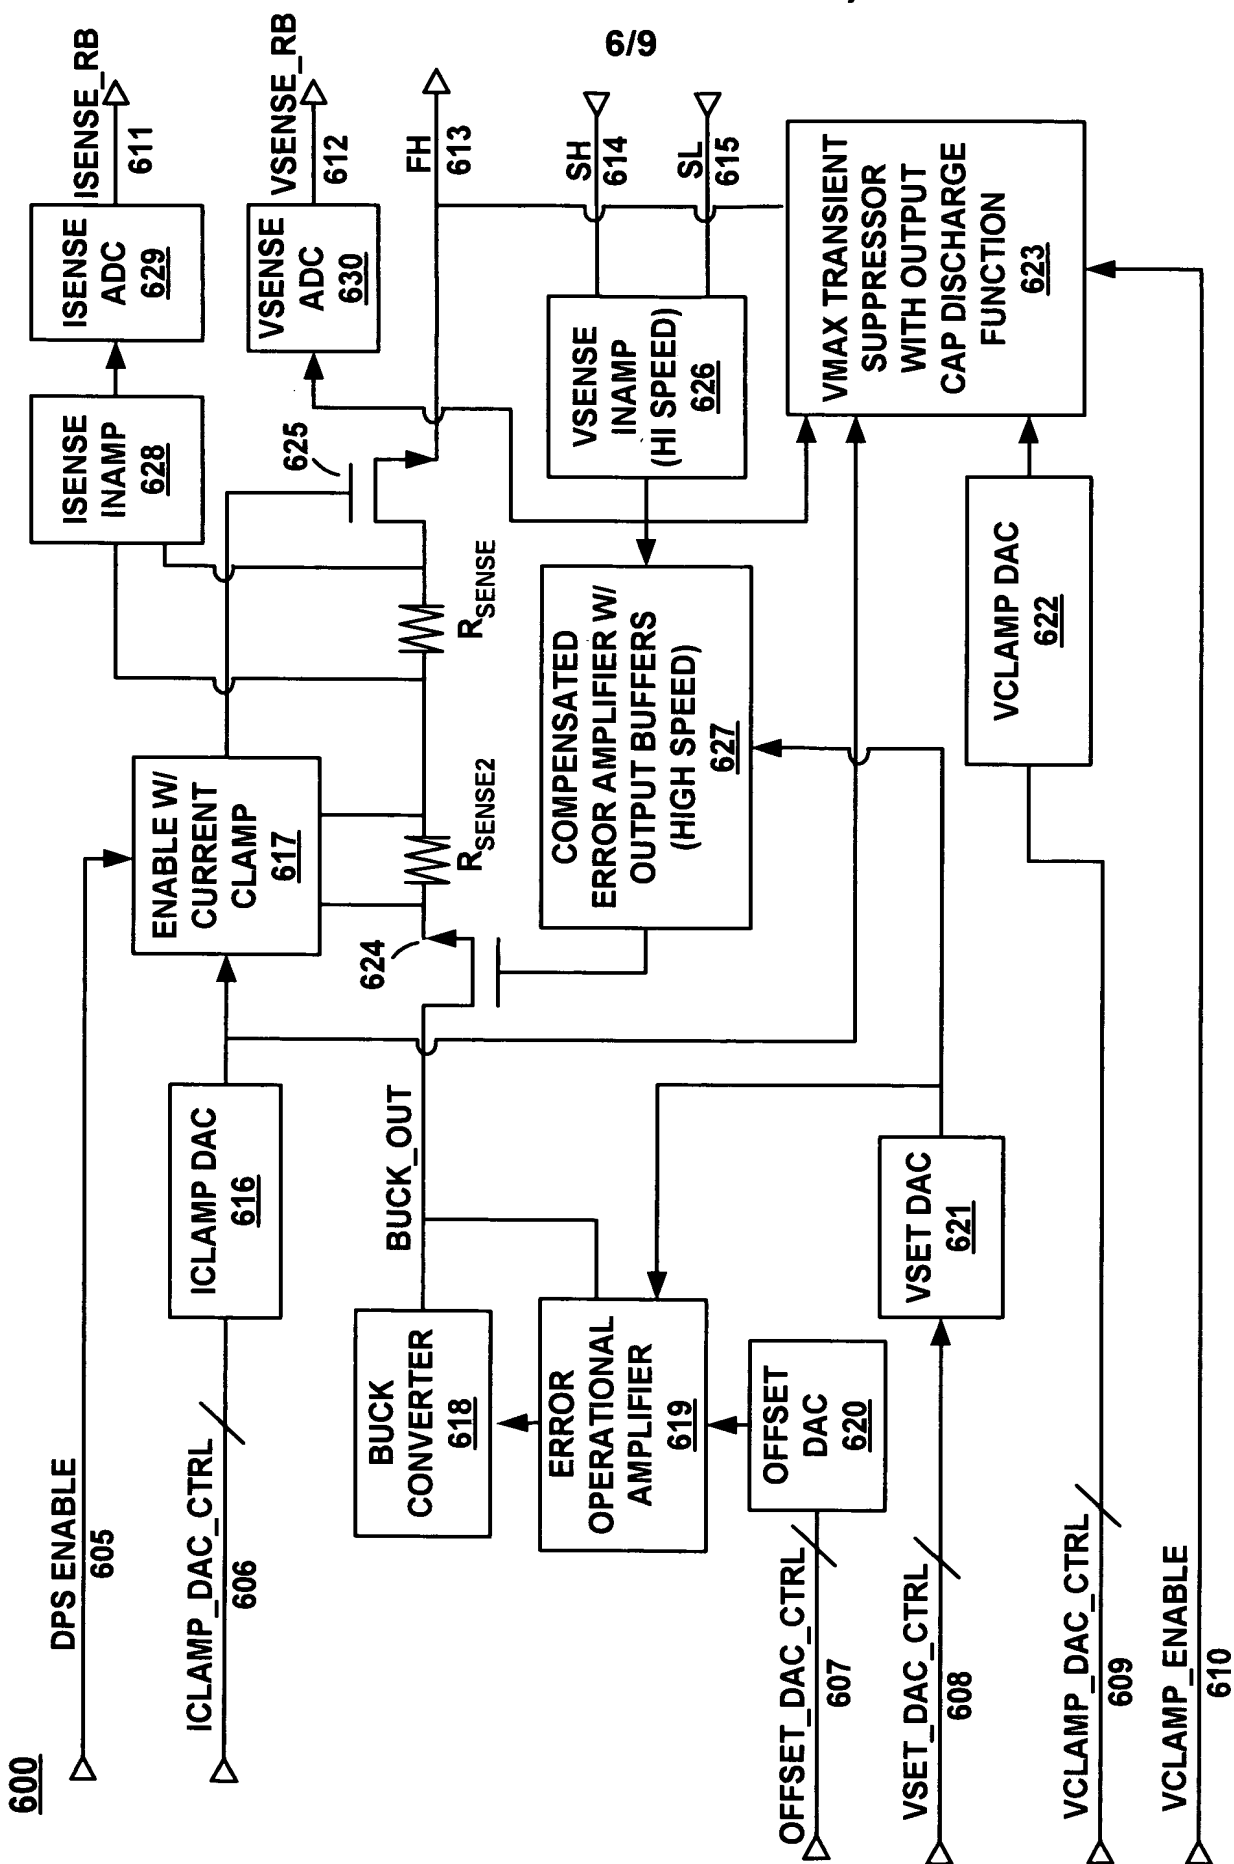 6/9
600
DPS ENABLE
605
ICLAMP_DAC_CTRL
606
OFFSET_DAC_CTRL
607
VSET_DAC_CTRL
608
VCLAMP_DAC_CTRL
609
VCLAMP_ENABLE
610
ICLAMP DAC
616
BUCK
CONVERTER
618
ERROR
OPERATIONAL
AMPLIFIER
619
OFFSET
DAC
620
VSET DAC
621
BUCK_OUT
ENABLE W/
CURRENT
CLAMP
617
624
RSENSE2
RSENSE
625
COMPENSATED
ERROR AMPLIFIER W/
OUTPUT BUFFERS
(HIGH SPEED)
627
VCLAMP DAC
622
ISENSE
INAMP
628
ISENSE
ADC
629
VSENSE
ADC
630
VSENSE
INAMP
(HI SPEED)
626
VMAX TRANSIENT
SUPPRESSOR
WITH OUTPUT
CAP DISCHARGE
FUNCTION
623
ISENSE_RB
611
VSENSE_RB
612
FH
613
SH
614
SL
615